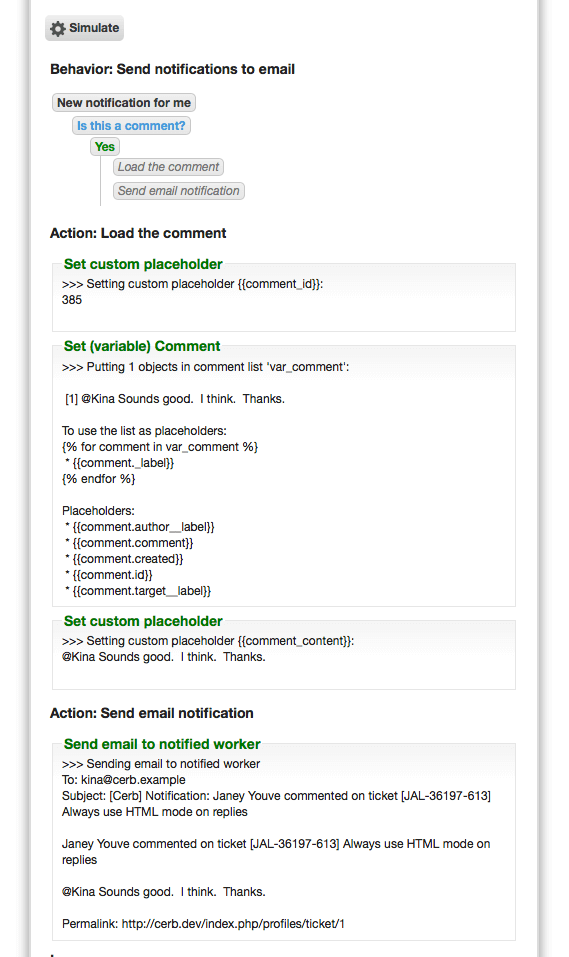 Simulate
Behavior: Send notifications to email
New notification for me
Is this a comment?
Yes
Load the comment
Send email notification
Action: Load the comment
Set custom placeholder
>>> Setting custom placeholder {{comment_id}}:
385
Set (variable) Comment
>>> Putting 1 objects in comment list 'var_comment':
[1] @Kina Sounds good.  I think.  Thanks.
To use the list as placeholders:
{% for comment in var_comment %}
* {{comment._label}}
{% endfor %}
Placeholders:
* {{comment.author__label}}
* {{comment.comment}}
* {{comment.created}}
* {{comment.id}}
* {{comment.target__label}}
Set custom placeholder
>>> Setting custom placeholder {{comment_content}}:
@Kina Sounds good.  I think.  Thanks.
Action: Send email notification
Send email to notified worker
>>> Sending email to notified worker
To: kina@cerb.example
Subject: [Cerb] Notification: Janey Youve commented on ticket [JAL-36197-613]
Always use HTML mode on replies
Janey Youve commented on ticket [JAL-36197-613] Always use HTML mode on
replies
@Kina Sounds good.  I think.  Thanks.
Permalink: http://cerb.dev/index.php/profiles/ticket/1